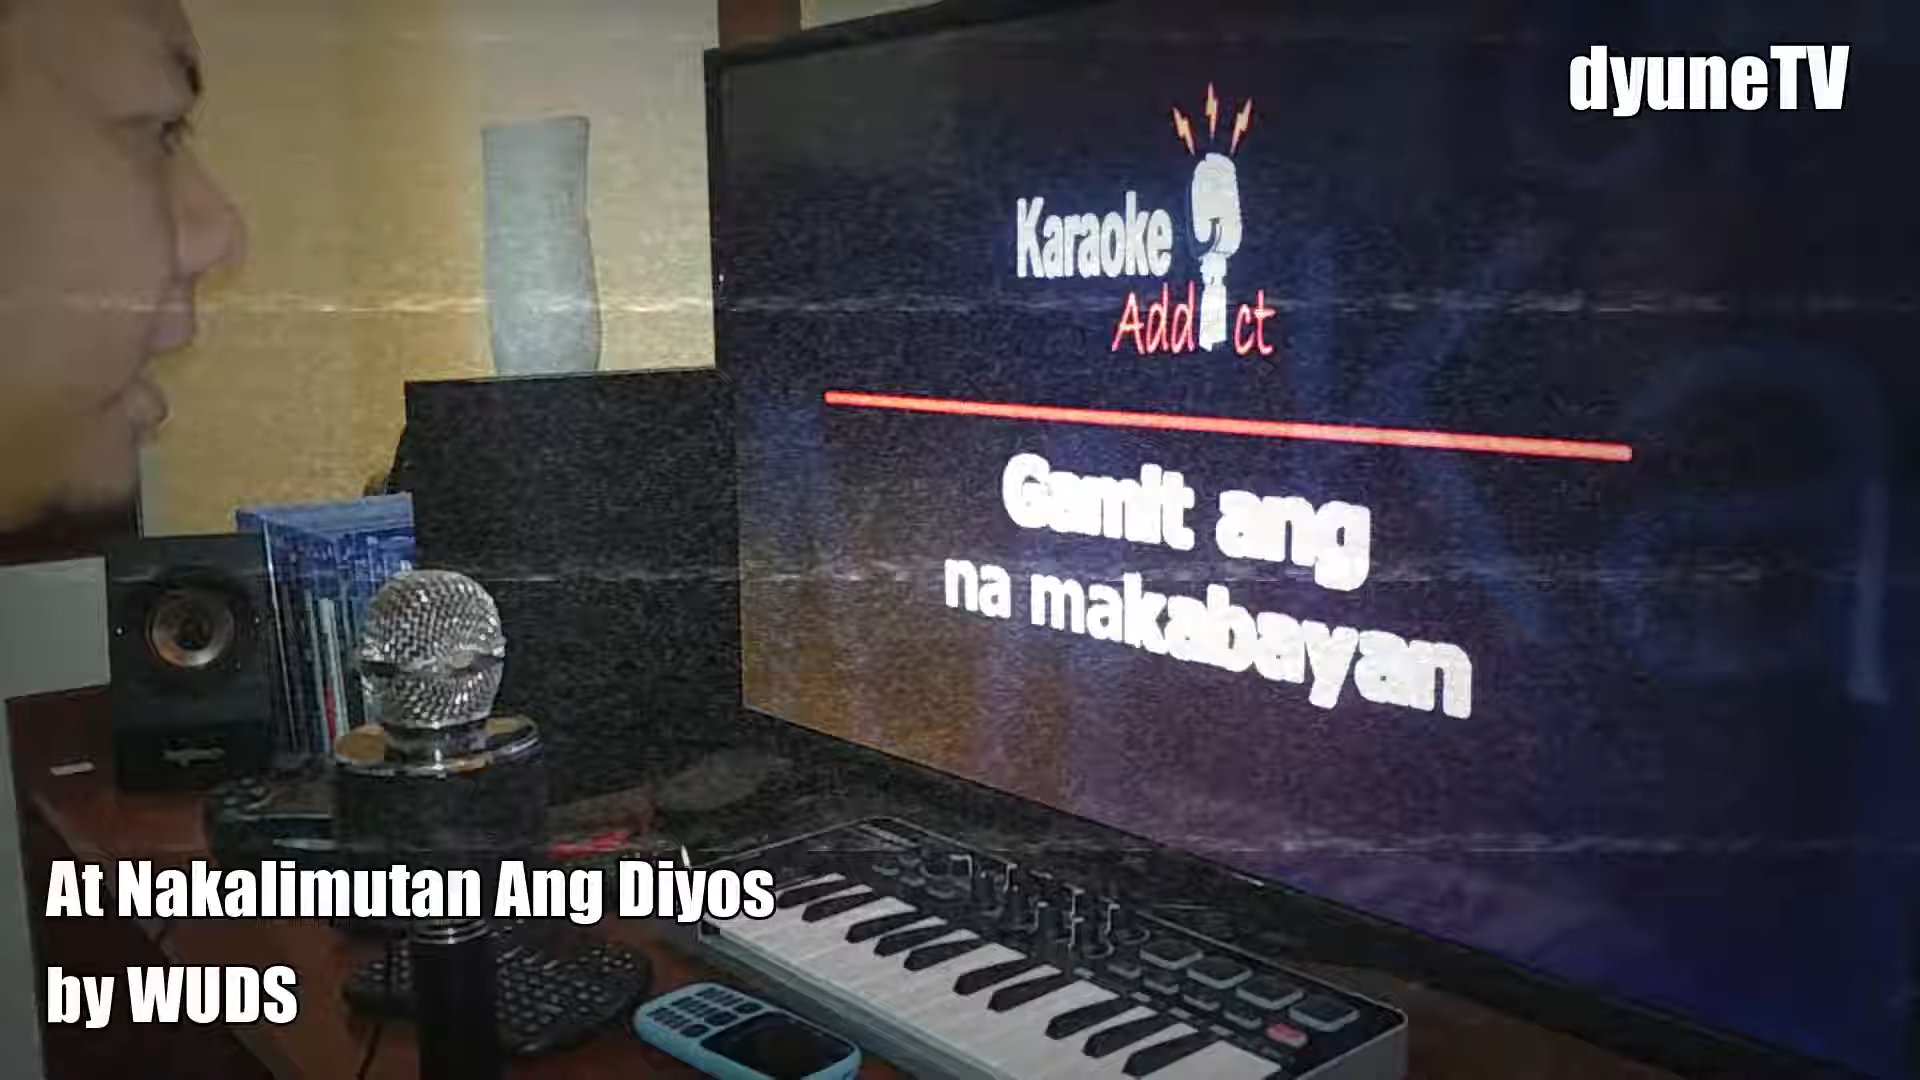 dyuneTV
Karaoke
Addict
Gamit ang
na makabayan
At Nakalimutan Ang Diyos
by WUDS